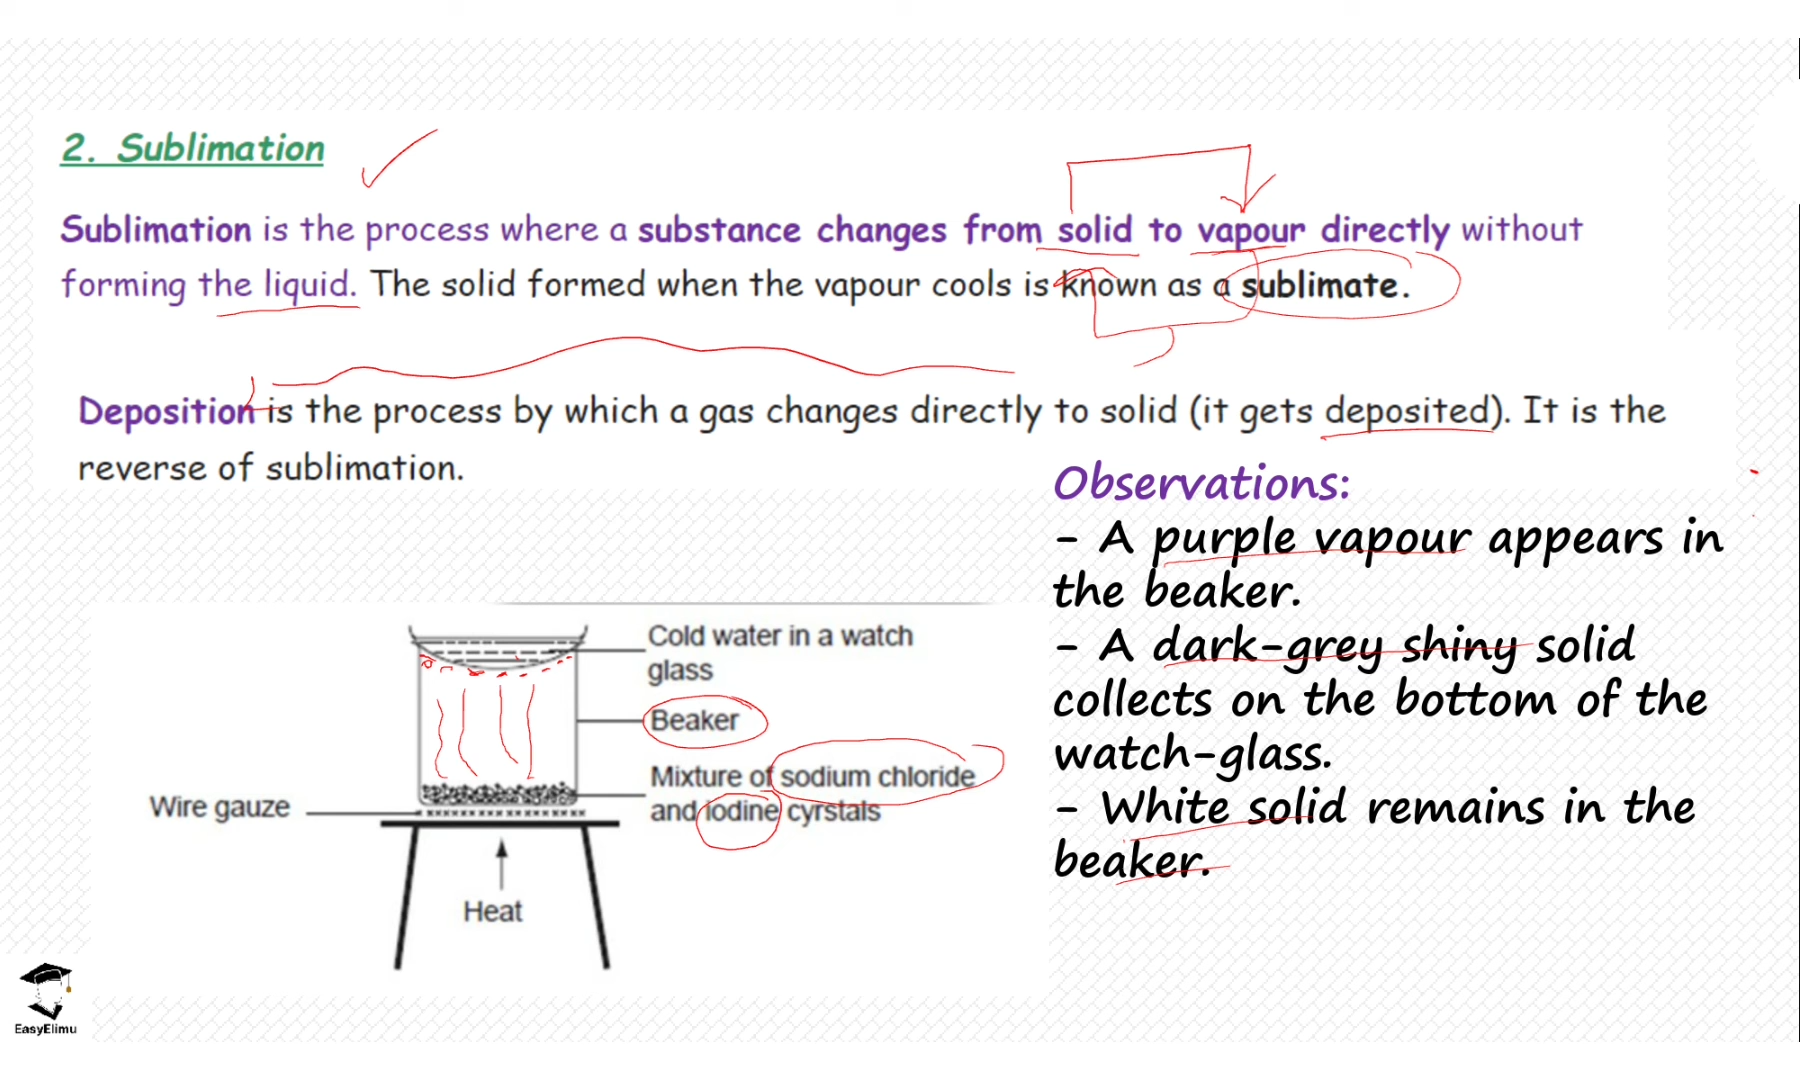 2. Sublimation
Sublimation is the process where a substance changes from solid to vapour directly without
forming the liquid. The solid formed when the vapour cools is known as a sublimate.
Deposition is the process by which a gas changes directly to solid (it gets deposited). It is the
reverse of sublimation.
Observations:
- A purple vapour appears in
the beaker.
- A dark-grey shiny solid
collects on the bottom of the
watch-glass.
- White solid remains in the
beaker.
Cold water in a watch
glass
Beaker
Mixture of sodium chloride
and iodine cyrstals
Wire gauze
Heat
EasyElimu